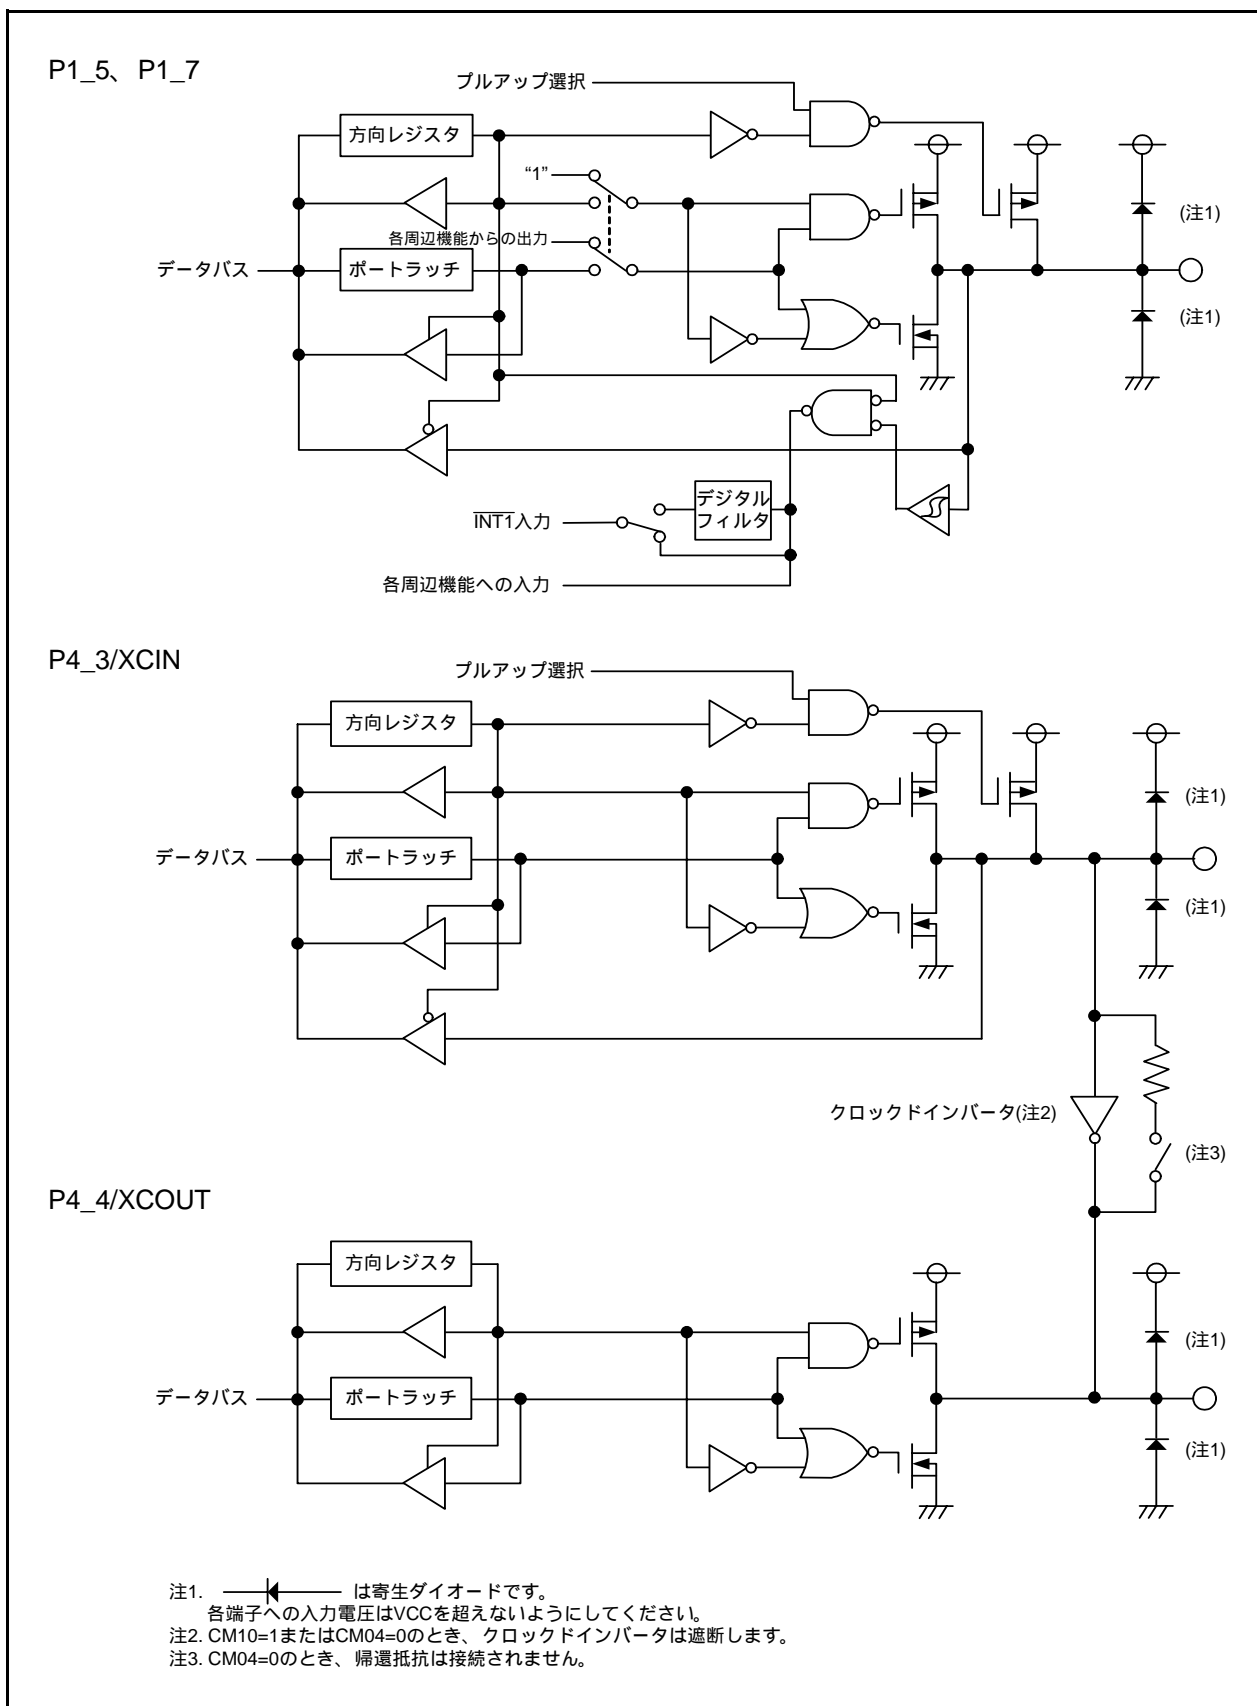 P1_5、P1_7
プルアップ選択
方向レジスタ
“1”
各周辺機能からの出力
データバス
ポートラッチ
(注1)
(注1)
デジタル
フィルタ
INT1入力
各周辺機能への入力
P4_3/XCIN
プルアップ選択
方向レジスタ
データバス
ポートラッチ
(注1)
(注1)
クロックドインバータ(注2)
(注3)
P4_4/XCOUT
方向レジスタ
データバス
ポートラッチ
(注1)
(注1)
注1. は寄生ダイオードです。
各端子への入力電圧はVCCを超えないようにしてください。
注2. CM10=1またはCM04=0のとき、クロックドインバータは遮断します。
注3. CM04=0のとき、帰還抵抗は接続されません。